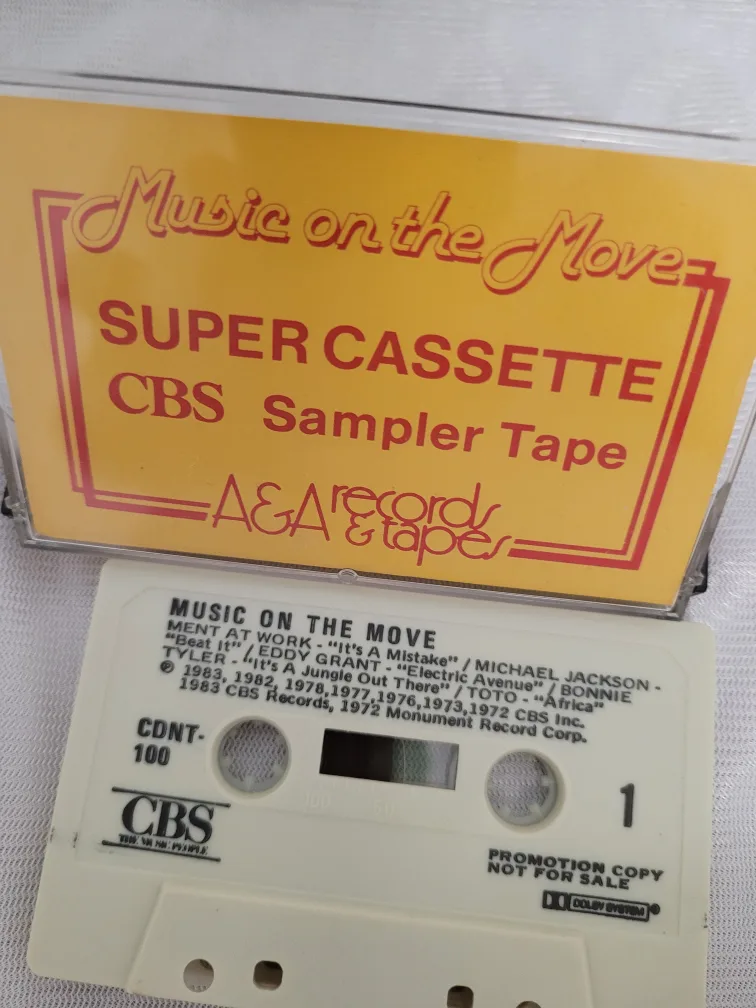 Music on the Move
SUPER CASSETTE
CBS Sampler Tape
A&A records
& tapes
MUSIC ON THE MOVE
MENT AT WORK - "It's A Mistake" / MICHAEL JACKSON -
"Beat It" / EDDY GRANT - "Electric Avenue" / BONNIE
TYLER - "It's A Jungle Out There" / TOTO - "Africa"
℗ 1983, 1982, 1978,1977,1976,1973,1972 CBS Inc.
1983 CBS Records, 1972 Monument Record Corp.
CDNT-
100
1
CBS
THE MUSIC PEOPLE
PROMOTION COPY
NOT FOR SALE
DOLBY SYSTEM®